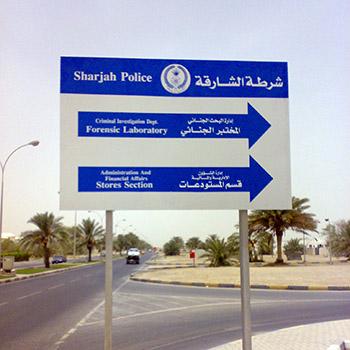 Sharjah Police شرطة الشارقة
Criminal Investigation Dept. إدارة البحث الجنائي
Forensic Laboratory المختبر الجنائي
Administration And إدارة الشؤون
Financial Affairs الإدارية والمالية
Stores Section قسم المستودعات